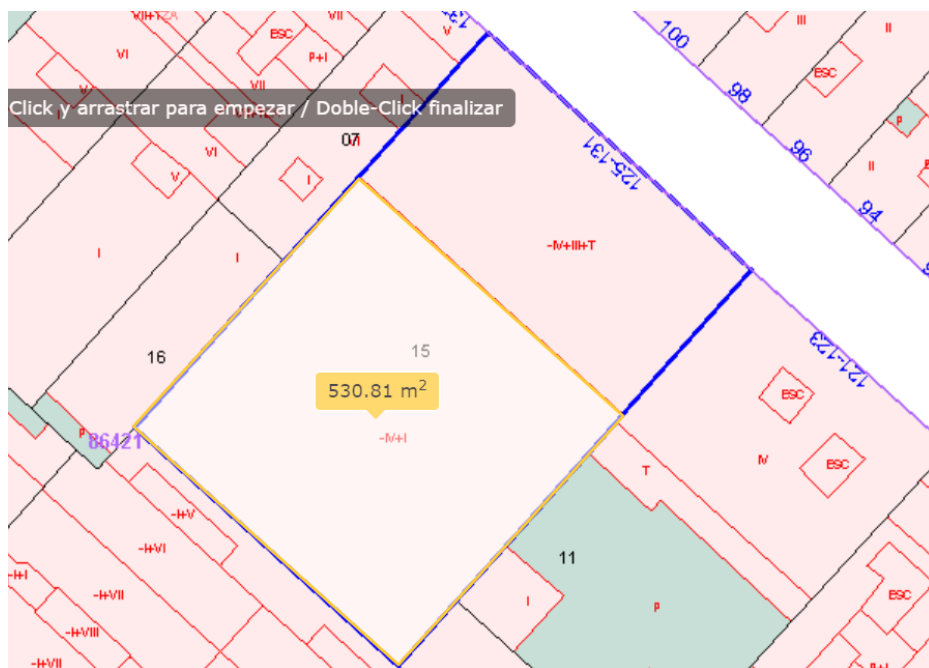 VII+TZA
VII
III
II
VI
ESC
P+I
V
100
ESC
VII
98
V
Click y arrastrar para empezar / Doble-Click finalizar
P
07
96
VI
125-131
II
V
I
94
I
I
-IV+III+T
16
15
121-123
530.81 m²
ESC
-IV+I
P
86421
IV
ESC
T
-I+V
-I+VI
11
-I+I
-I+VII
I
P
ESC
-I+VIII
-I+VII
P+I